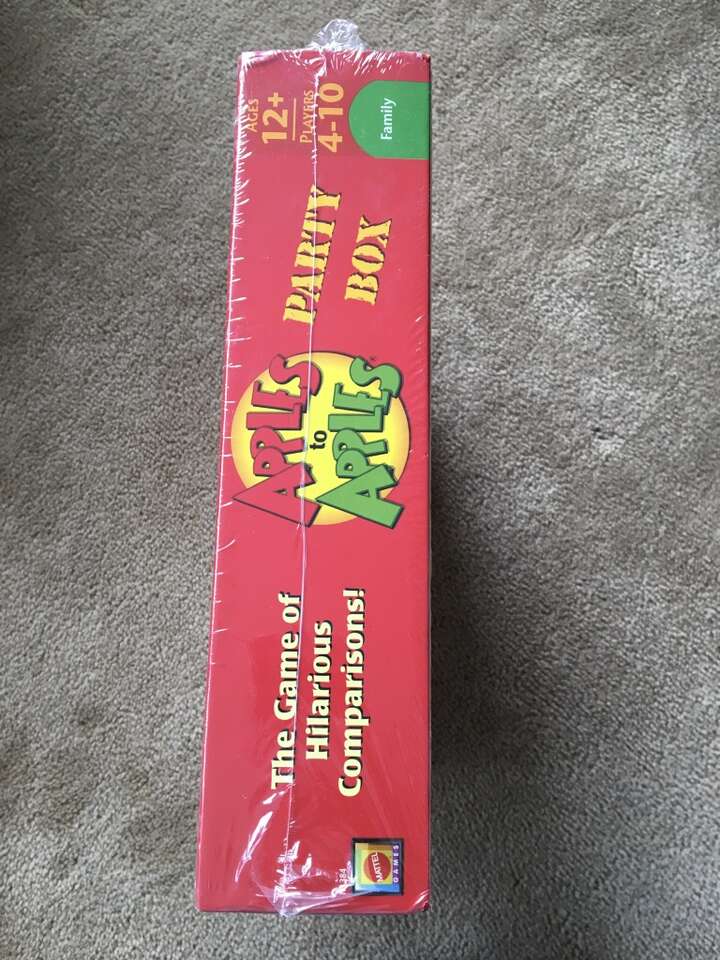 The Game of
Hilarious
Comparisons!
APPLES
to
APPLES®
PARTY
BOX
AGES
12+
PLAYERS
4-10
Family
MATTEL
GAMES